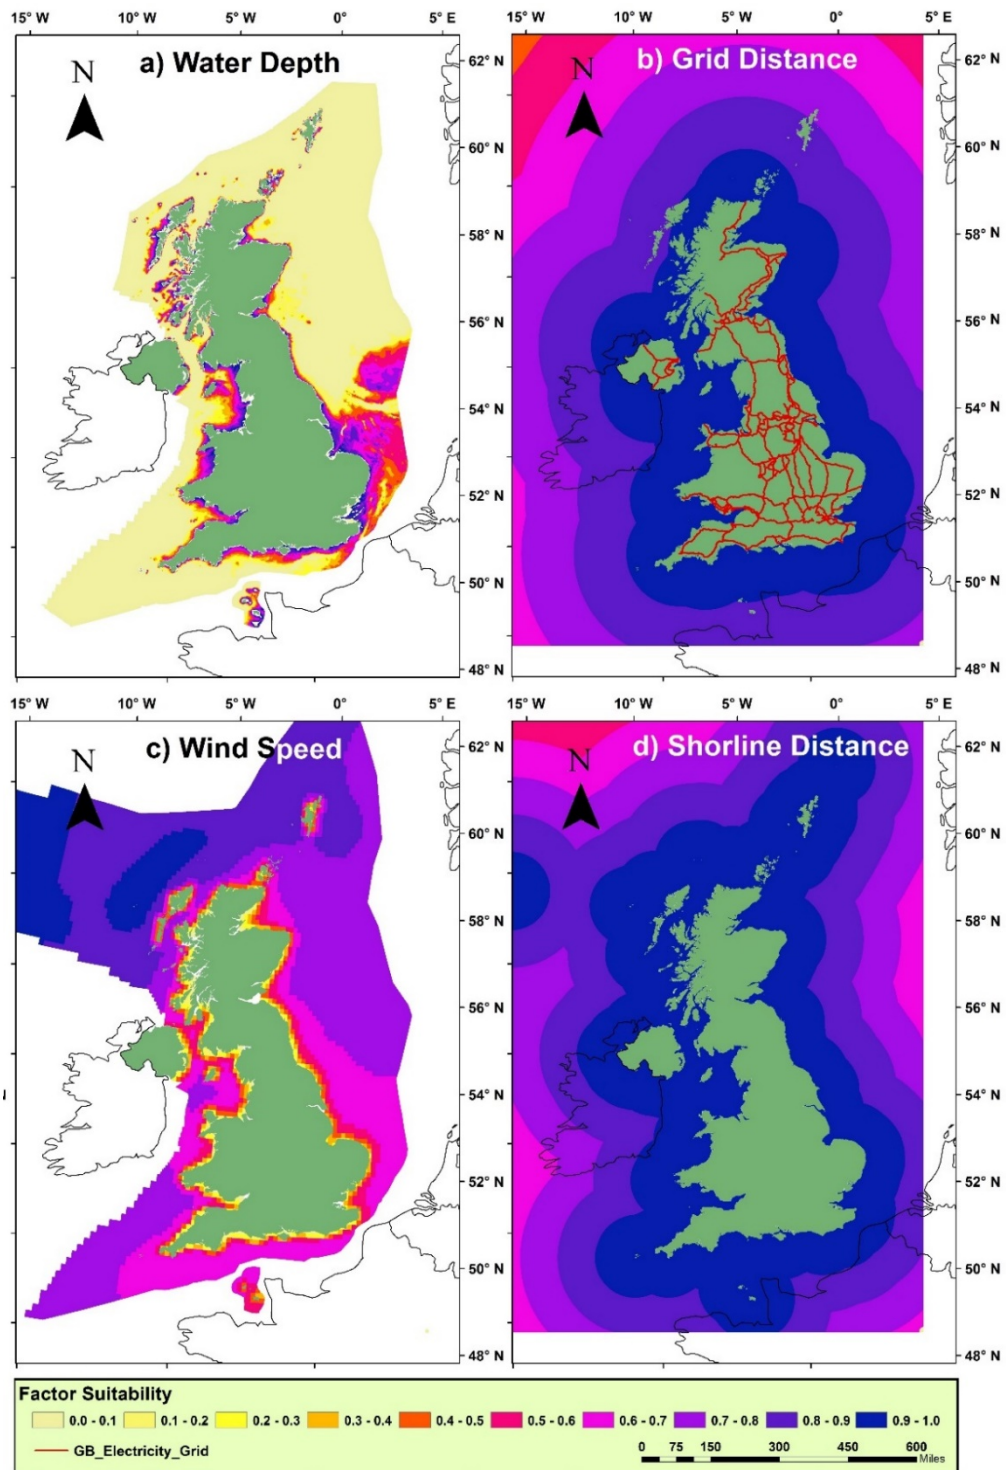 15° W 10° W 5° W 0° 5° E 15° W 10° W 5° W 0° 5° E
a) Water Depth
N
62° N
60° N
58° N
56° N
54° N
52° N
50° N
48° N
b) Grid Distance
N
62° N
60° N
58° N
56° N
54° N
52° N
50° N
48° N
15° W 10° W 5° W 0° 5° E 15° W 10° W 5° W 0° 5° E
c) Wind Speed
N
62° N
60° N
58° N
56° N
54° N
52° N
50° N
48° N
d) Shorline Distance
N
62° N
60° N
58° N
56° N
54° N
52° N
50° N
48° N
Factor Suitability
0.0 - 0.1 0.1 - 0.2 0.2 - 0.3 0.3 - 0.4 0.4 - 0.5 0.5 - 0.6 0.6 - 0.7 0.7 - 0.8 0.8 - 0.9 0.9 - 1.0
GB_Electricity_Grid
0 75 150 300 450 600
Miles